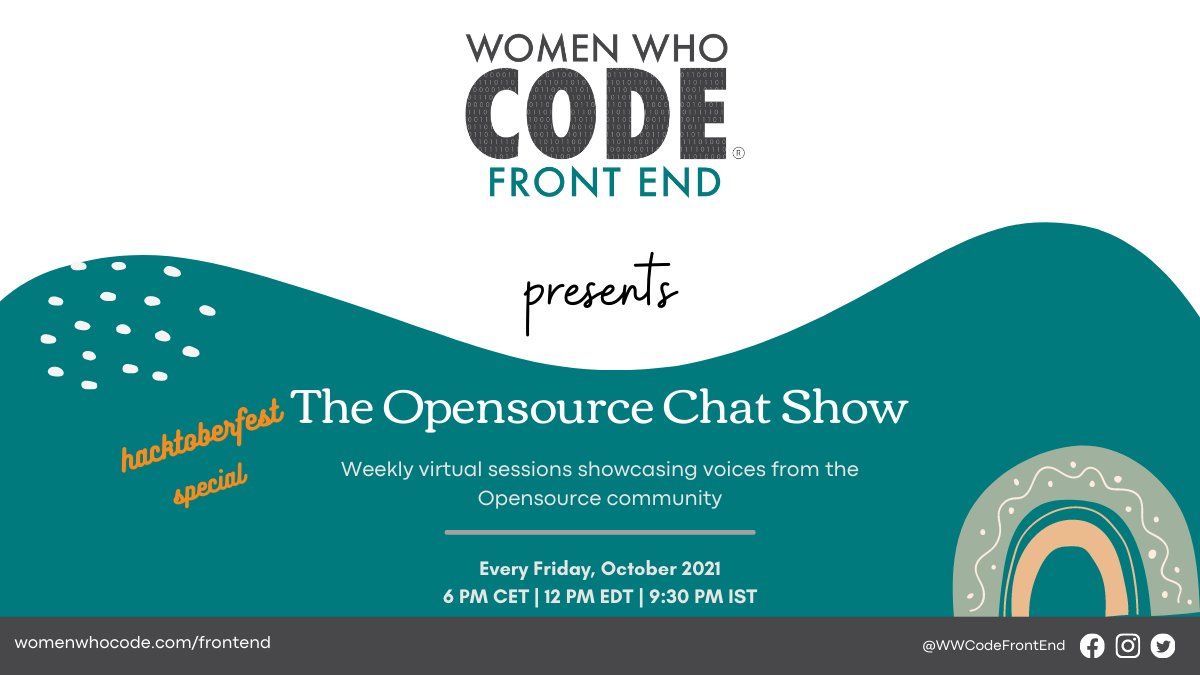 WOMEN WHO
CODE
®
FRONT END
presents
hacktoberfest
special
The Opensource Chat Show
Weekly virtual sessions showcasing voices from the
Opensource community
Every Friday, October 2021
6 PM CET | 12 PM EDT | 9:30 PM IST
womenwhocode.com/frontend
@WWCodeFrontEnd